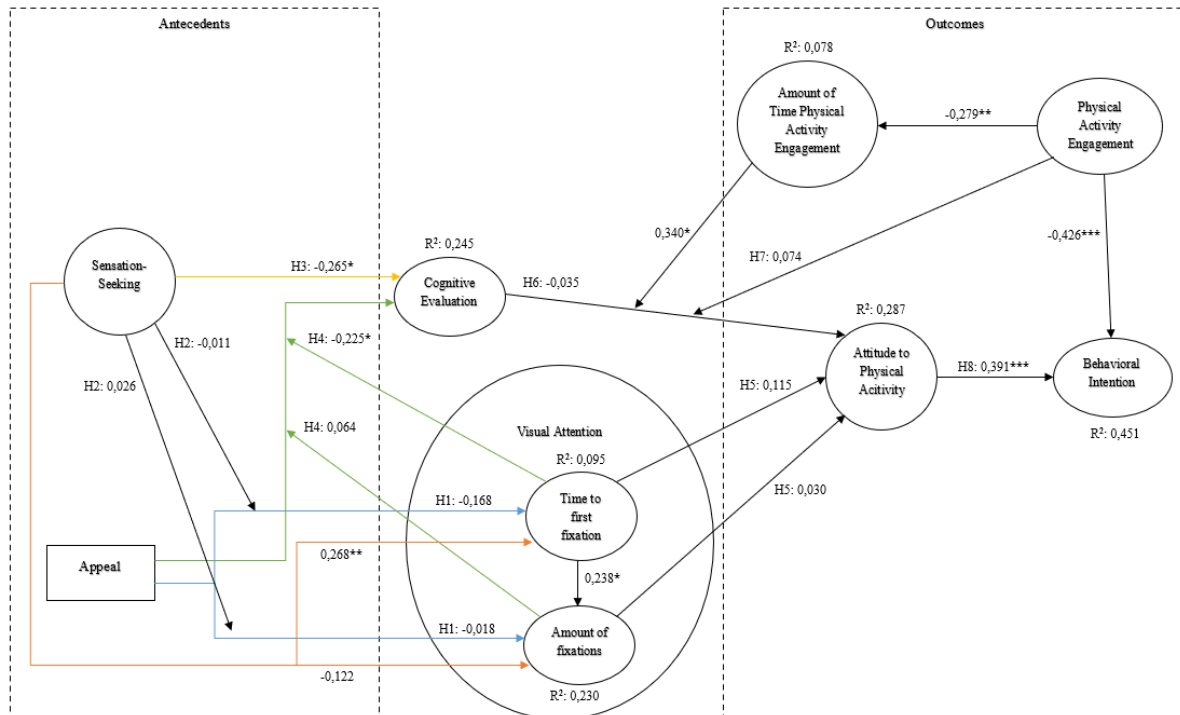 Antecedents
Outcomes
R²: 0,078
Amount of
Time Physical
Activity
Engagement
-0,279**
Physical
Activity
Engagement
0,340*
-0,426***
R²: 0,245
Sensation-
Seeking
H3: -0,265*
Cognitive
Evaluation
H6: -0,035
H7: 0,074
R²: 0,287
H2: -0,011
H4: -0,225*
Attitude to
Physical
Acitivity
H8: 0,391***
Behavioral
Intention
H2: 0,026
H5: 0,115
H4: 0,064
Visual Attention
R²: 0,451
R²: 0,095
H5: 0,030
H1: -0,168
Time to
first
fixation
Appeal
0,268**
0,238*
H1: -0,018
Amount of
fixations
-0,122
R²: 0,230